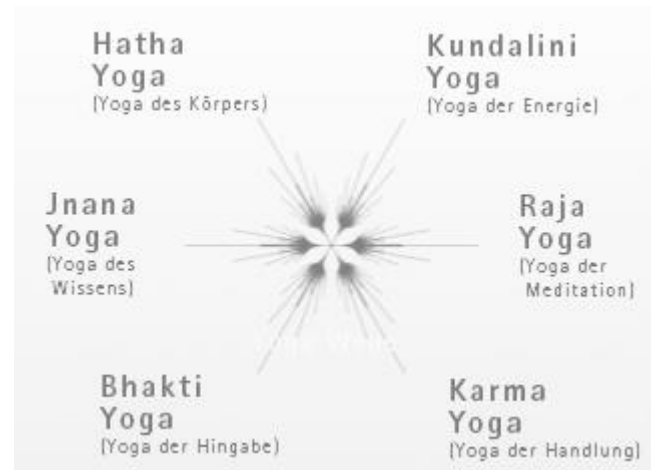 Hatha
Yoga
(Yoga des Körpers)
Kundalini
Yoga
(Yoga der Energie)
Jnana
Yoga
(Yoga des
Wissens)
Raja
Yoga
(Yoga der
Meditation)
Bhakti
Yoga
(Yoga der Hingabe)
Karma
Yoga
(Yoga der Handlung)